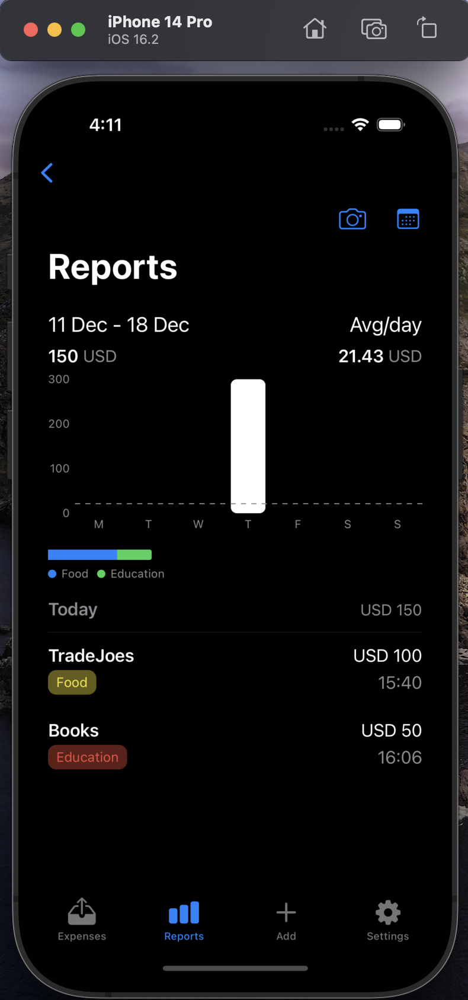 iPhone 14 Pro
iOS 16.2
4:11
Reports
11 Dec - 18 Dec Avg/day
150 USD 21.43 USD
300
200
100
0
M T W T F S S
Food Education
Today USD 150
TradeJoes USD 100
Food 15:40
Books USD 50
Education 16:06
Expenses Reports Add Settings